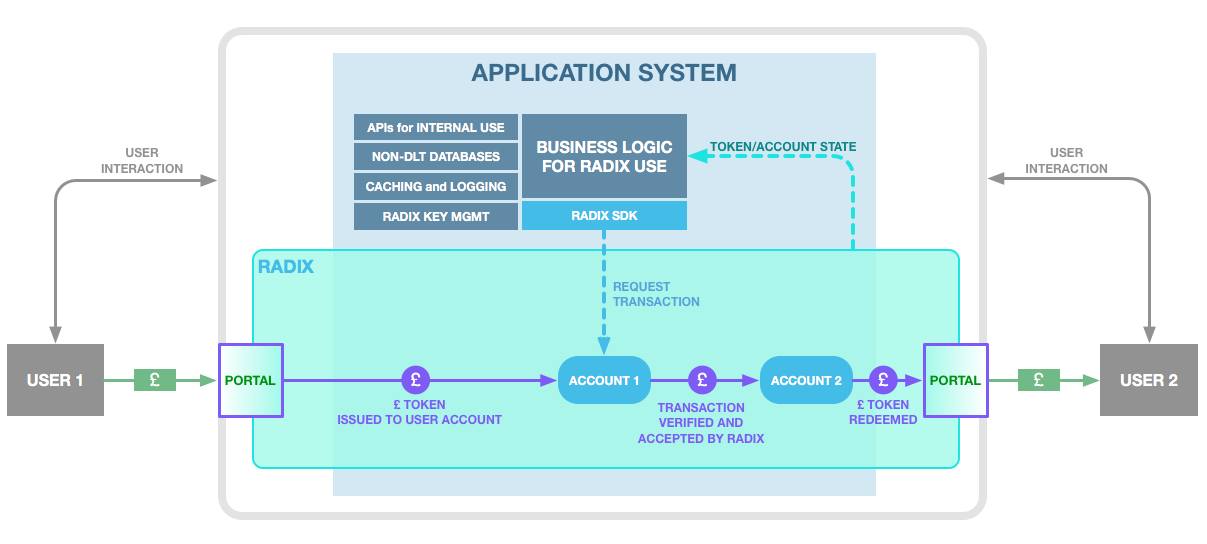 APPLICATION SYSTEM
APIs for INTERNAL USE
NON-DLT DATABASES
CACHING and LOGGING
RADIX KEY MGMT
BUSINESS LOGIC
FOR RADIX USE
RADIX SDK
TOKEN/ACCOUNT STATE
USER
INTERACTION
USER
INTERACTION
RADIX
REQUEST
TRANSACTION
USER 1
£
PORTAL
£
£ TOKEN
ISSUED TO USER ACCOUNT
ACCOUNT 1
£
TRANSACTION
VERIFIED AND
ACCEPTED BY RADIX
ACCOUNT 2
£
£ TOKEN
REDEEMED
PORTAL
£
USER 2